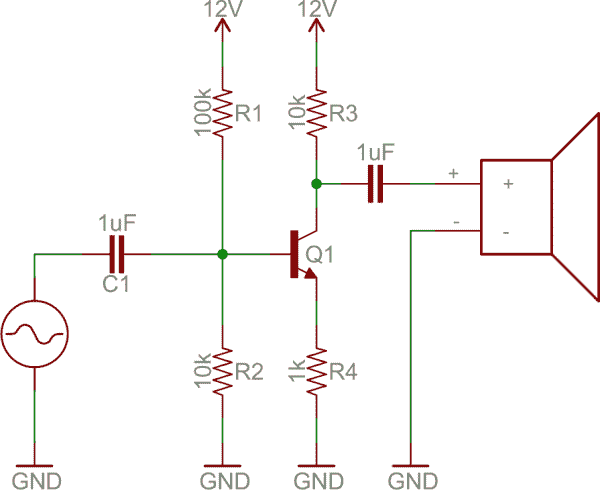 12V 12V
100k R1 10k R3
1uF
+
+
1uF
-
-
C1
Q1
10k R2 1k R4
GND GND GND GND